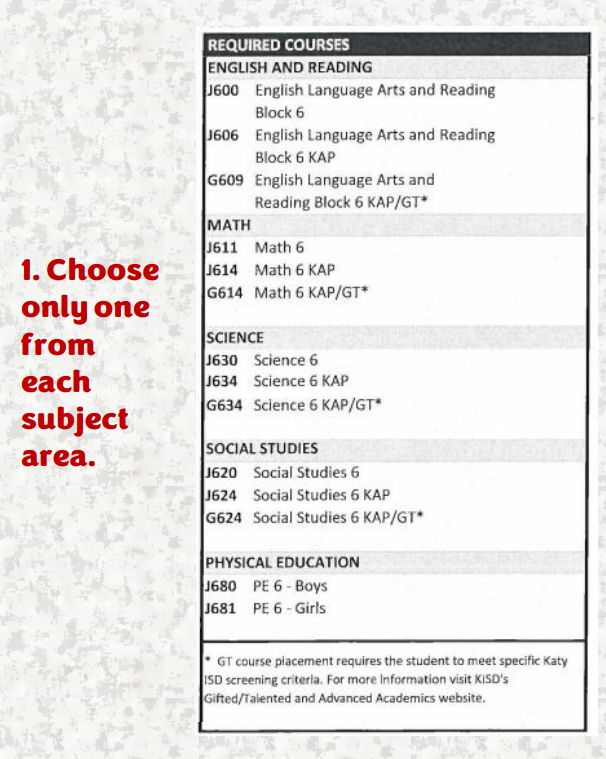 1. Choose
only one
from
each
subject
area.
REQUIRED COURSES
ENGLISH AND READING
J600 English Language Arts and Reading
Block 6
J606 English Language Arts and Reading
Block 6 KAP
G609 English Language Arts and
Reading Block 6 KAP/GT*
MATH
J611 Math 6
J614 Math 6 KAP
G614 Math 6 KAP/GT*
SCIENCE
J630 Science 6
J634 Science 6 KAP
G634 Science 6 KAP/GT*
SOCIAL STUDIES
J620 Social Studies 6
J624 Social Studies 6 KAP
G624 Social Studies 6 KAP/GT*
PHYSICAL EDUCATION
J680 PE 6 - Boys
J681 PE 6 - Girls
* GT course placement requires the student to meet specific Katy
ISD screening criteria. For more Information visit KISD's
Gifted/Talented and Advanced Academics website.